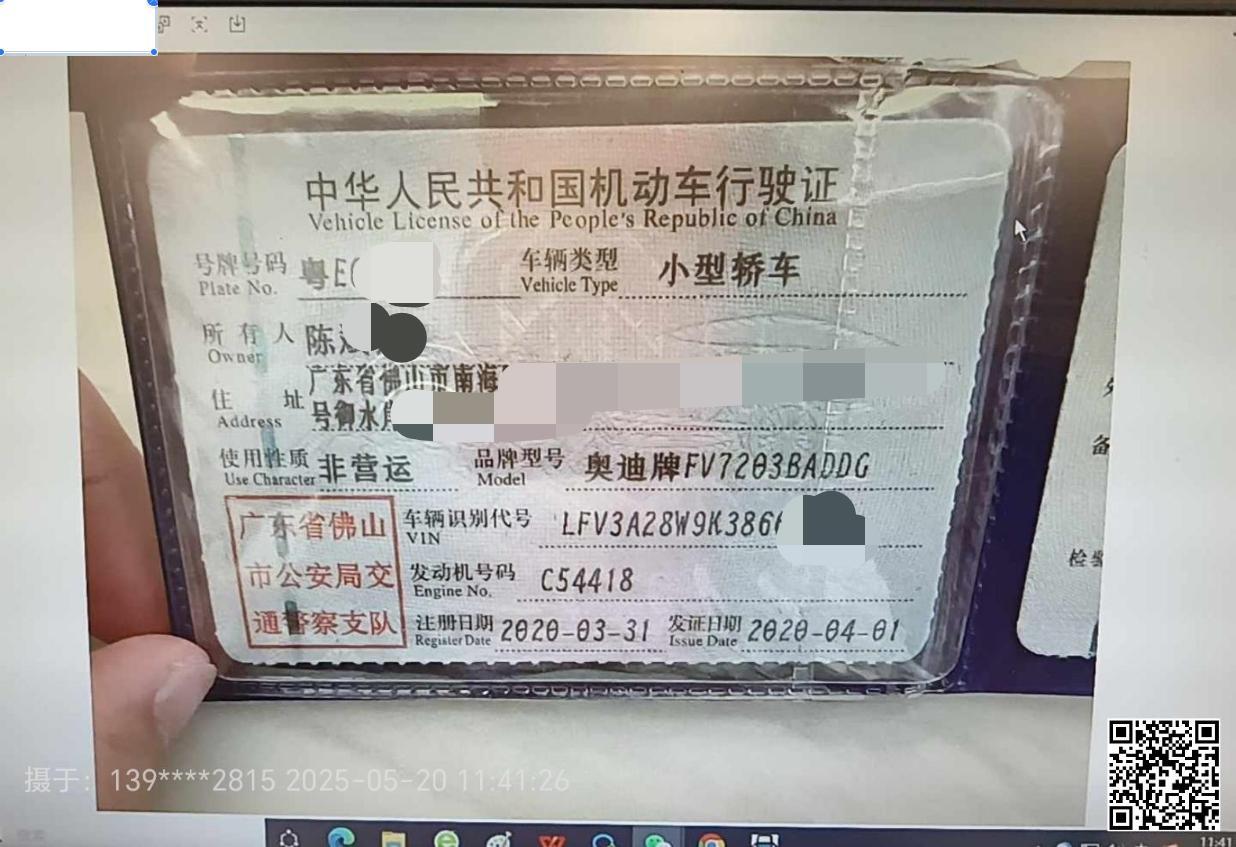 中华人民共和国机动车行驶证
Vehicle License of the People's Republic of China
号牌号码 粤E 车辆类型 小型轿车
Plate No. Vehicle Type
所有人 陈
Owner
住址 广东省佛山市南海
Address 号御水
使用性质 非营运 品牌型号 奥迪牌FV7203BADDG
Use Character Model
广东省佛山
市公安局交
通警察支队
车辆识别代号 LFV3A28W9K386
VIN
发动机号码 C54418
Engine No.
注册日期 2020-03-31 发证日期 2020-04-01
Register Date Issue Date
备
检验
摄于: 139****2815 2025-05-20 11:41:26
11:41